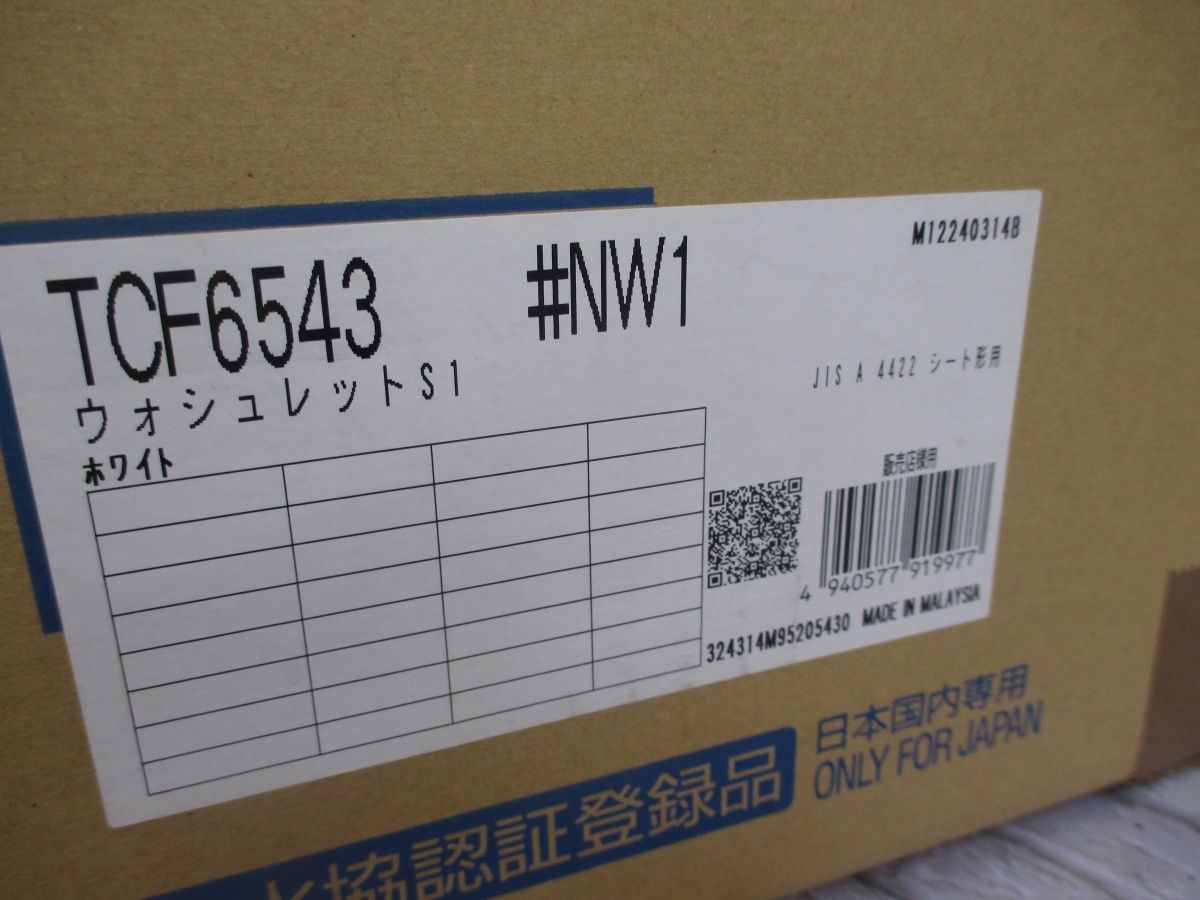 M12240314B
TCF6543 #NW1
ウォシュレットS1
JIS A 4422 シート形用
ホワイト
販売店様用
4 940577 919977
324314M95205430 MADE IN MALAYSIA
日本国内専用
ONLY FOR JAPAN
水協認証登録品